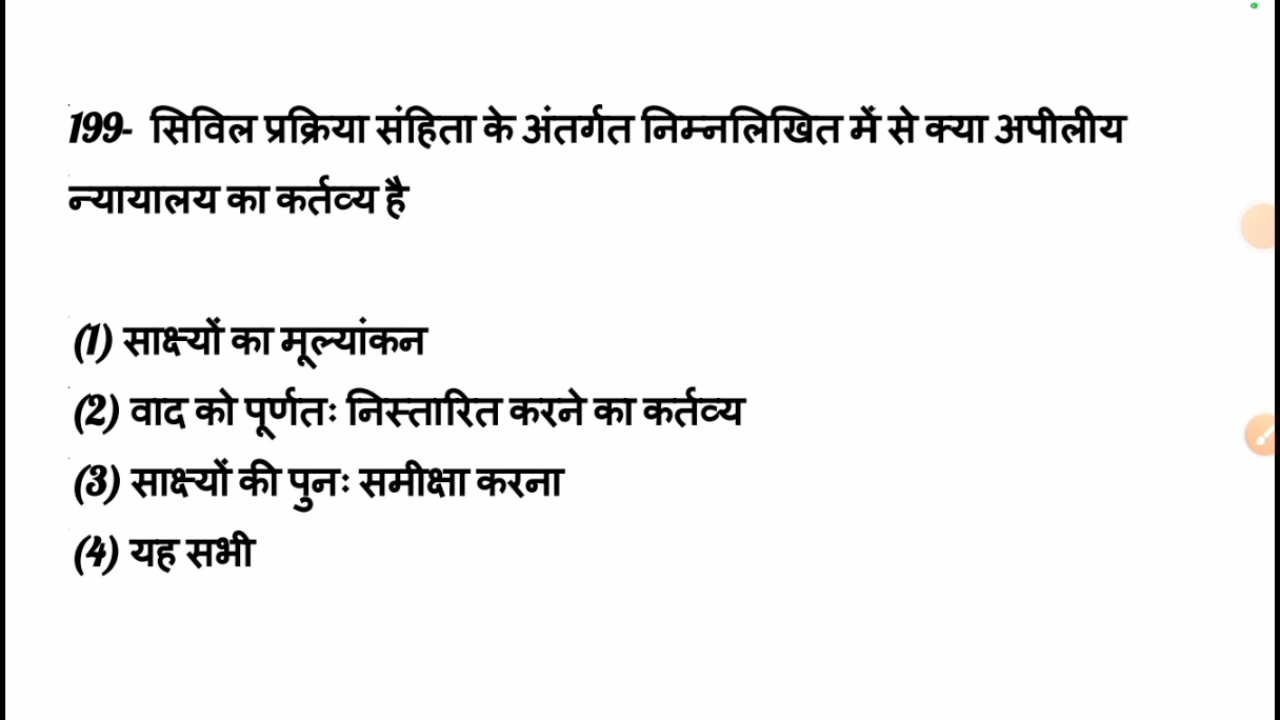 199- सिविल प्रक्रिया संहिता के अंतर्गत निम्नलिखित में से क्या अपीलीय
न्यायालय का कर्तव्य है
(1) साक्ष्यों का मूल्यांकन
(2) वाद को पूर्णतः निस्तारित करने का कर्तव्य
(3) साक्ष्यों की पुनः समीक्षा करना
(4) यह सभी